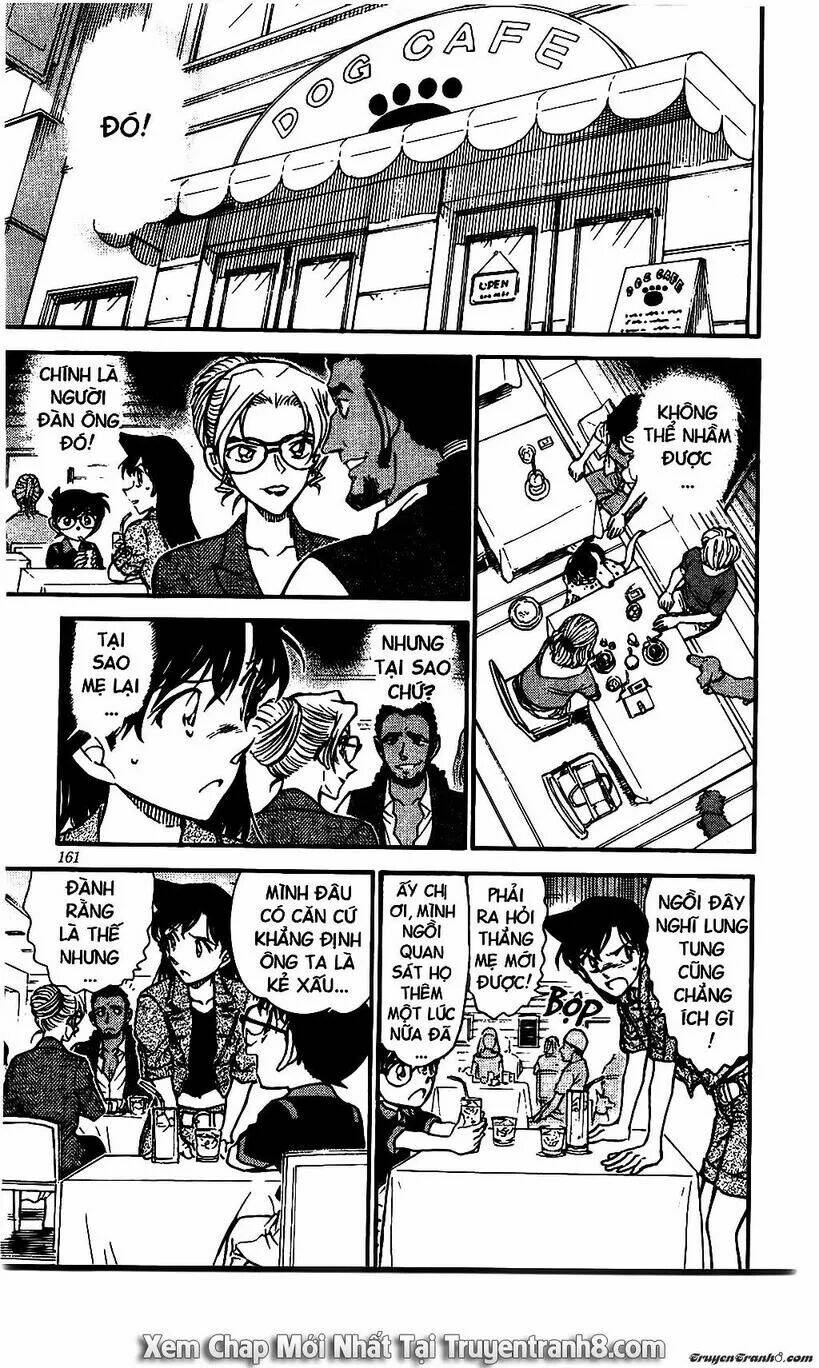 DOG CAFE
ĐÓ!
OPEN
DOG CAFE
KHÔNG
THỂ NHẦM
ĐƯỢC
...
CHÍNH LÀ
NGƯỜI
ĐÀN ÔNG
ĐÓ!
NHƯNG
TẠI SAO
CHỨ?
TẠI
SAO
MẸ LẠI
...
161
NGỒI ĐÂY
NGHĨ LUNG
TUNG
CŨNG
CHẲNG
ÍCH GÌ
!
BỘP
PHẢI
RA HỎI
THẲNG
MẸ MỚI
ĐƯỢC!
ẤY CHỊ
ƠI, MÌNH
NGỒI
QUAN
SÁT HỌ
THÊM
MỘT LÚC
NỮA ĐÃ
...
MÌNH ĐÂU
CÓ CĂN CỨ
KHẲNG ĐỊNH
ÔNG TA LÀ
KẺ XẤU...
ĐÀNH
RẰNG
LÀ THẾ
NHƯNG
...
Xem Chap Mới Nhất Tại Truyentranh8.com
TruyenTranh8.com